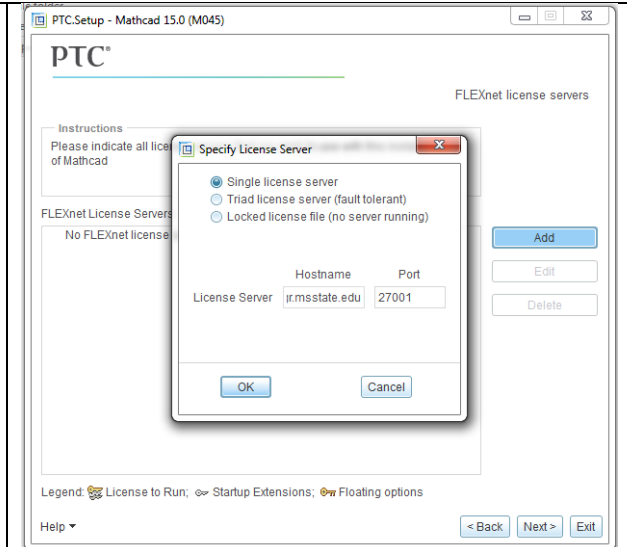 PTC.Setup - Mathcad 15.0 (M045)
PTC®
FLEXnet license servers
Instructions
Please indicate all lice
of Mathcad
Specify License Server
Single license server
Triad license server (fault tolerant)
Locked license file (no server running)
FLEXnet License Servers
No FLEXnet license
Add
Edit
Delete
Hostname Port
License Server r.msstate.edu 27001
OK Cancel
Legend: License to Run; Startup Extensions; Floating options
Help
< Back Next > Exit